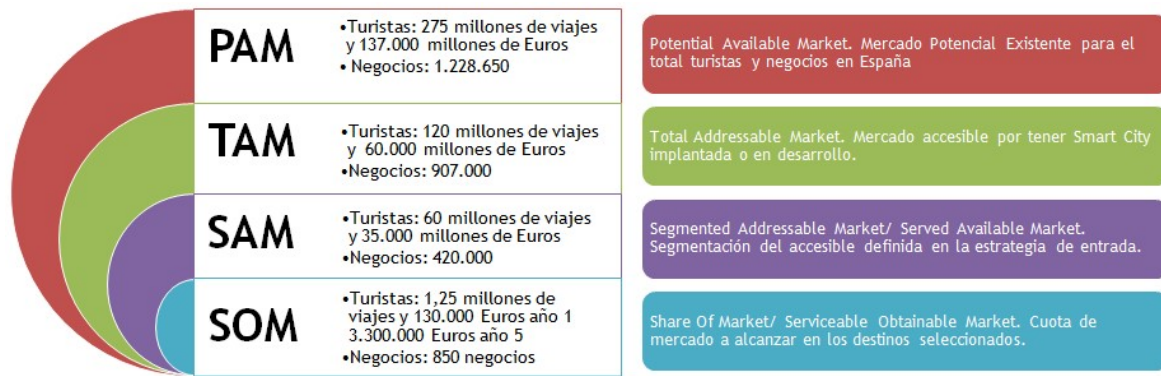 PAM
•Turistas: 275 millones de viajes
y 137.000 millones de Euros
• Negocios: 1.228.650
Potencial Available Market. Mercado Potencial Existente para el
total turistas y negocios en España
TAM
•Turistas: 120 millones de viajes
y 60.000 millones de Euros
•Negocios: 907.000
Total Addressable Market. Mercado accesible por tener Smart City
implantada o en desarrollo.
SAM
•Turistas: 60 millones de viajes
y 35.000 millones de Euros
•Negocios: 420.000
Segmented Addressable Market/ Served Available Market.
Segmentación del accesible definida en la estrategia de entrada.
SOM
•Turistas: 1,25 millones de
viajes y 130.000 Euros año 1
3.300.000 Euros año 5
•Negocios: 850 negocios
Share Of Market/ Serviceable Obtainable Market. Cuota de
mercado a alcanzar en los destinos seleccionados.